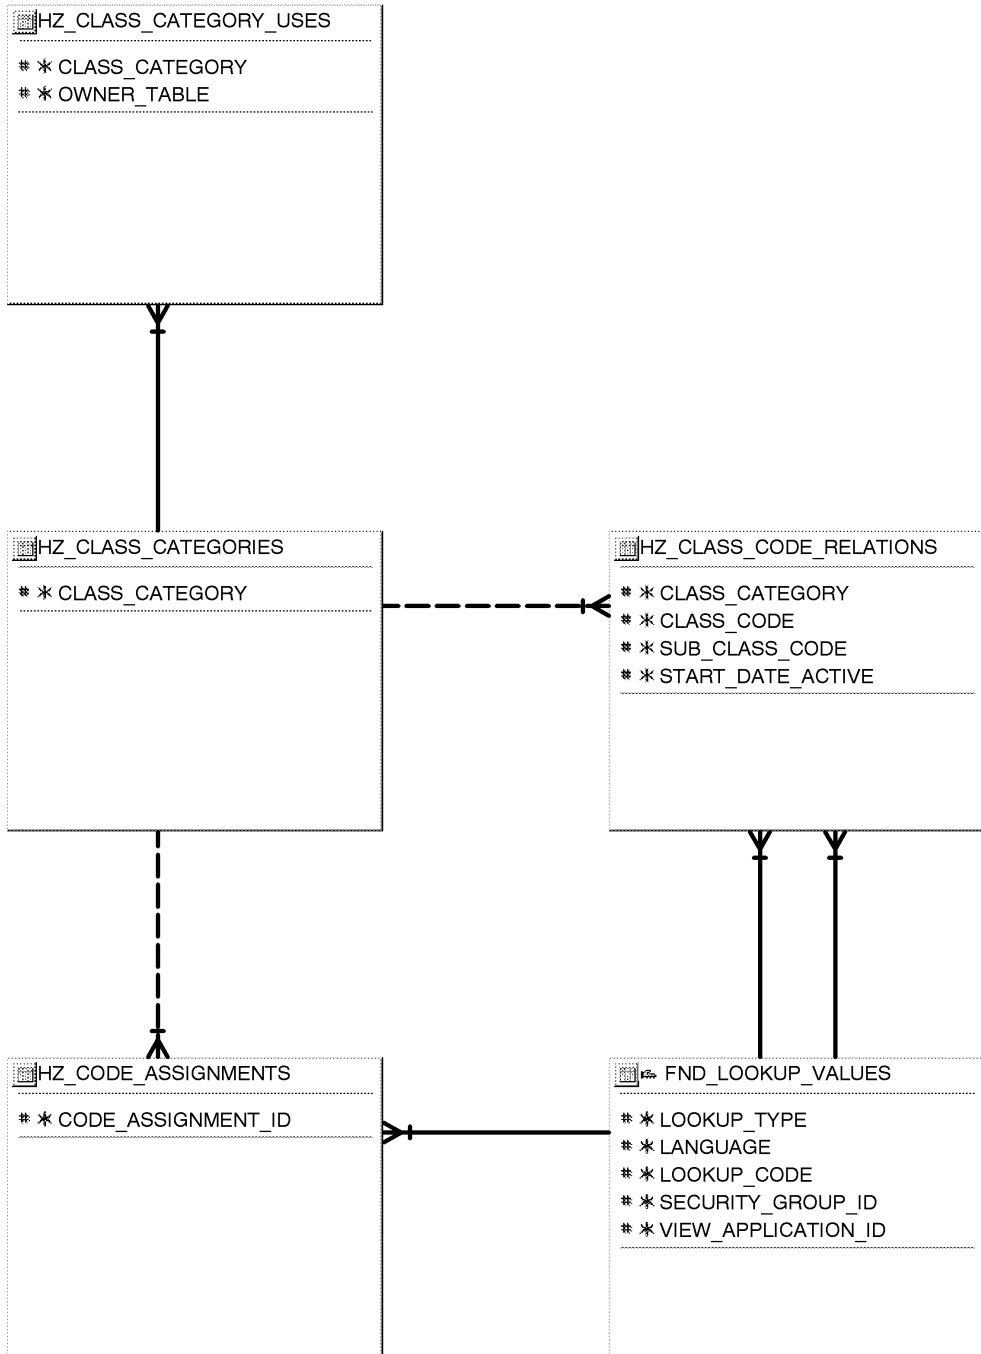 HZ_CLASS_CATEGORY_USES
# * CLASS_CATEGORY
# * OWNER_TABLE
HZ_CLASS_CATEGORIES
# * CLASS_CATEGORY
HZ_CLASS_CODE_RELATIONS
# * CLASS_CATEGORY
# * CLASS_CODE
# * SUB_CLASS_CODE
# * START_DATE_ACTIVE
HZ_CODE_ASSIGNMENTS
# * CODE_ASSIGNMENT_ID
FND_LOOKUP_VALUES
# * LOOKUP_TYPE
# * LANGUAGE
# * LOOKUP_CODE
# * SECURITY_GROUP_ID
# * VIEW_APPLICATION_ID